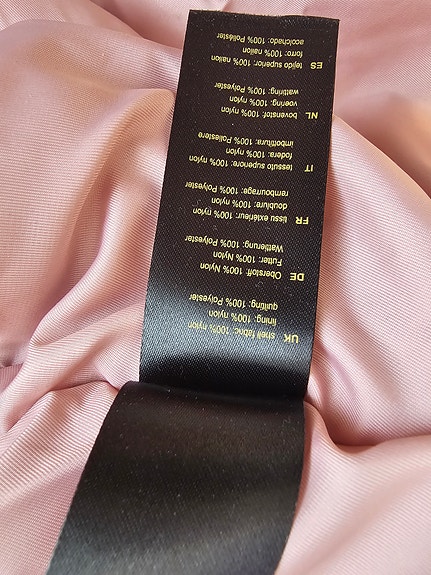 UK shell fabric: 100% nylon
lining: 100% nylon
quilting: 100% Polyester
DE Oberstoff: 100% Nylon
Futter: 100% Nylon
Wattierung: 100% Polyester
FR tissu extérieur: 100% nylon
doublure: 100% nylon
rembourrage: 100% Polyester
IT tessuto superiore: 100% nylon
fodera: 100% nylon
imbottitura: 100% Poliestere
NL bovenstof: 100% nylon
voering: 100% nylon
wattring: 100% Polyester
ES tejido superior: 100% nailon
forro: 100% nailon
acolchado: 100% Poliéster